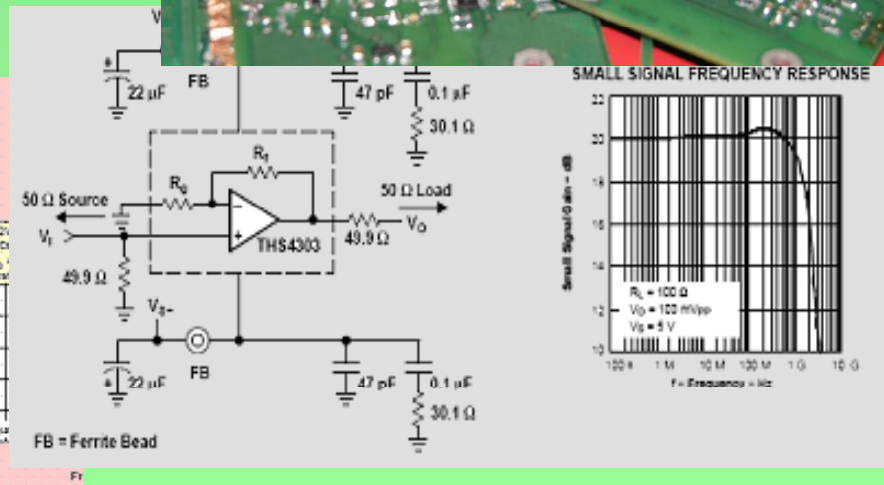 SMALL SIGNAL FREQUENCY RESPONSE
22 µF
FB
47 pF
0.1 µF
30.1 Ω
Rf
Rg
50 Ω Source
50 Ω Load
VI
−
+
THS4303
49.9 Ω
VO
49.9 Ω
VS−
22 µF
FB
47 pF
0.1 µF
30.1 Ω
FB = Ferrite Bead
Small Signal Gain − dB
22
20
18
16
14
12
10
RL = 100 Ω
VO = 100 mVpp
VS = 5 V
100 K
1 M
10 M
100 M
1 G
10 G
f − Frequency − Hz
Fr